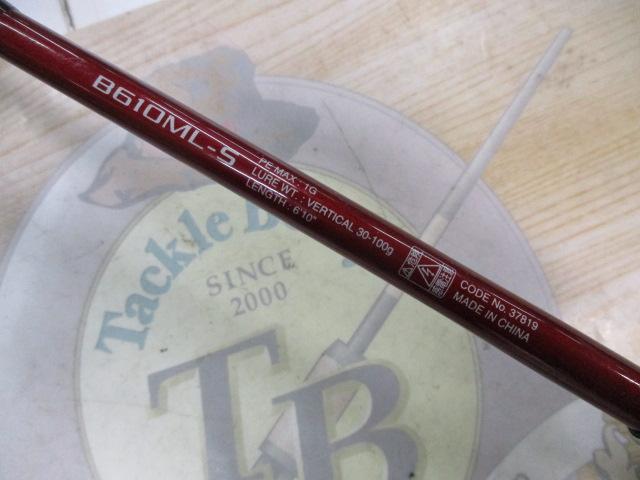 B610ML-S
PE MAX : 1G
LURE WT. : VERTICAL 30-100g
LENGTH : 6'10"
CODE No. 37819
MADE IN CHINA
Tackle
SINCE
2000
TB